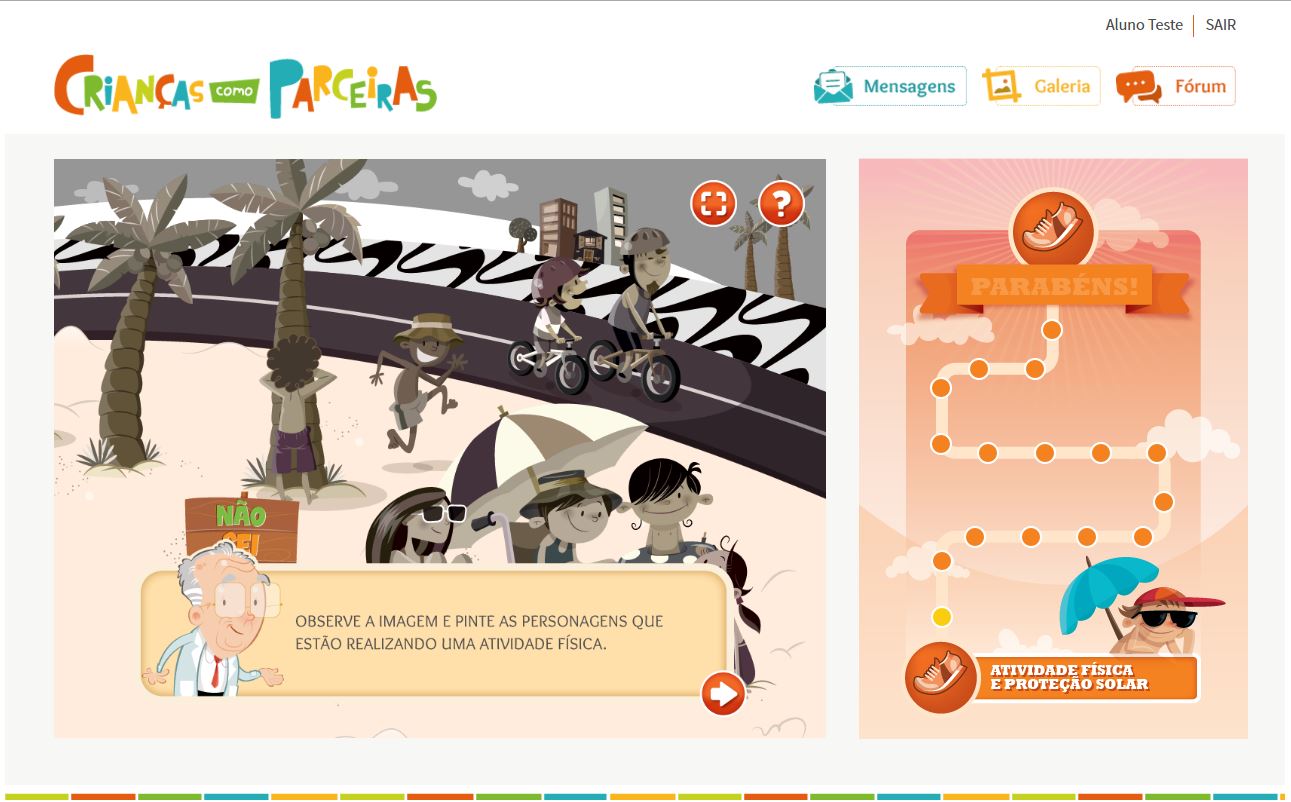 Aluno Teste SAIR
CRIANÇAS COMO PARCEIRAS
Mensagens Galeria Fórum
?
PARABÉNS!
NÃO
SEI
OBSERVE A IMAGEM E PINTE AS PERSONAGENS QUE
ESTÃO REALIZANDO UMA ATIVIDADE FÍSICA.
ATIVIDADE FÍSICA
E PROTEÇÃO SOLAR